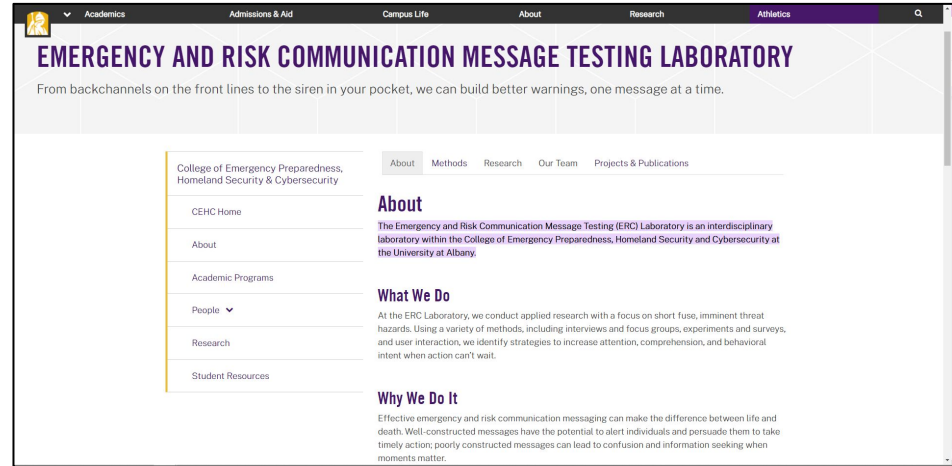 Academics
Admissions & Aid
Campus Life
About
Research
Athletics
EMERGENCY AND RISK COMMUNICATION MESSAGE TESTING LABORATORY
From backchannels on the front lines to the siren in your pocket, we can build better warnings, one message at a time.
College of Emergency Preparedness,
Homeland Security & Cybersecurity
CEHC Home
About
Academic Programs
People
Research
Student Resources
About
Methods
Research
Our Team
Projects & Publications
About
The Emergency and Risk Communication Message Testing (ERC) Laboratory is an interdisciplinary
laboratory within the College of Emergency Preparedness, Homeland Security and Cybersecurity at
the University at Albany.
What We Do
At the ERC Laboratory, we conduct applied research with a focus on short fuse, imminent threat
hazards. Using a variety of methods, including interviews and focus groups, experiments and surveys,
and user interaction, we identify strategies to increase attention, comprehension, and behavioral
intent when action can't wait.
Why We Do It
Effective emergency and risk communication messaging can make the difference between life and
death. Well-constructed messages have the potential to alert individuals and persuade them to take
timely action; poorly constructed messages can lead to confusion and information seeking when
moments matter.